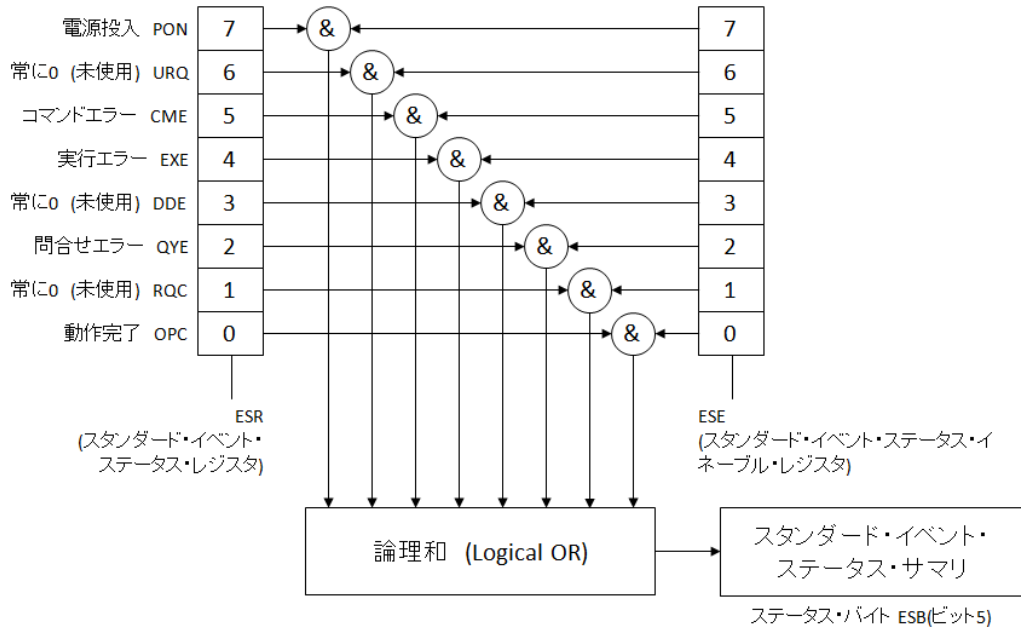 電源投入 PON 7 & 7
常に0 (未使用) URQ 6 & 6
コマンドエラー CME 5 & 5
実行エラー EXE 4 & 4
常に0 (未使用) DDE 3 & 3
問合せエラー QYE 2 & 2
常に0 (未使用) RQC 1 & 1
動作完了 OPC 0 & 0
ESR
(スタンダード・イベント・
ステータス・レジスタ)
ESE
(スタンダード・イベント・ステータス・イ
ネーブル・レジスタ)
論理和 (Logical OR)
スタンダード・イベント・
ステータス・サマリ
ステータス・バイト ESB(ビット5)